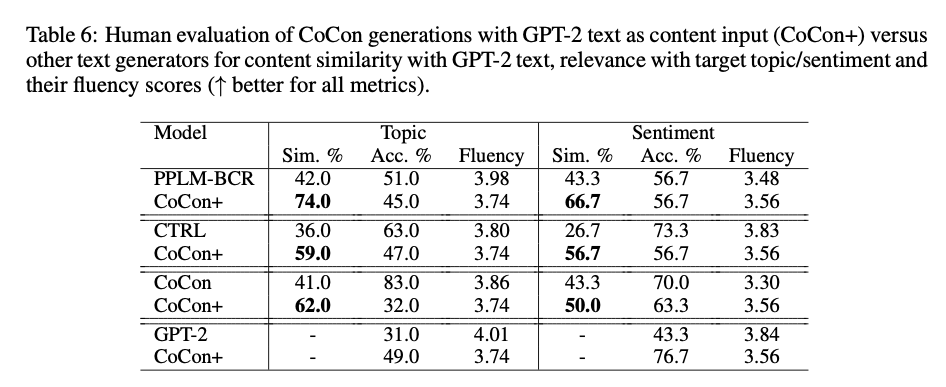 Table 6: Human evaluation of CoCon generations with GPT-2 text as content input (CoCon+) versus
other text generators for content similarity with GPT-2 text, relevance with target topic/sentiment and
their fluency scores (↑ better for all metrics).
Model Topic Sentiment
Sim. % Acc. % Fluency Sim. % Acc. % Fluency
PPLM-BCR 42.0 51.0 3.98 43.3 56.7 3.48
CoCon+ 74.0 45.0 3.74 66.7 56.7 3.56
CTRL 36.0 63.0 3.80 26.7 73.3 3.83
CoCon+ 59.0 47.0 3.74 56.7 56.7 3.56
CoCon 41.0 83.0 3.86 43.3 70.0 3.30
CoCon+ 62.0 32.0 3.74 50.0 63.3 3.56
GPT-2 - 31.0 4.01 - 43.3 3.84
CoCon+ - 49.0 3.74 - 76.7 3.56